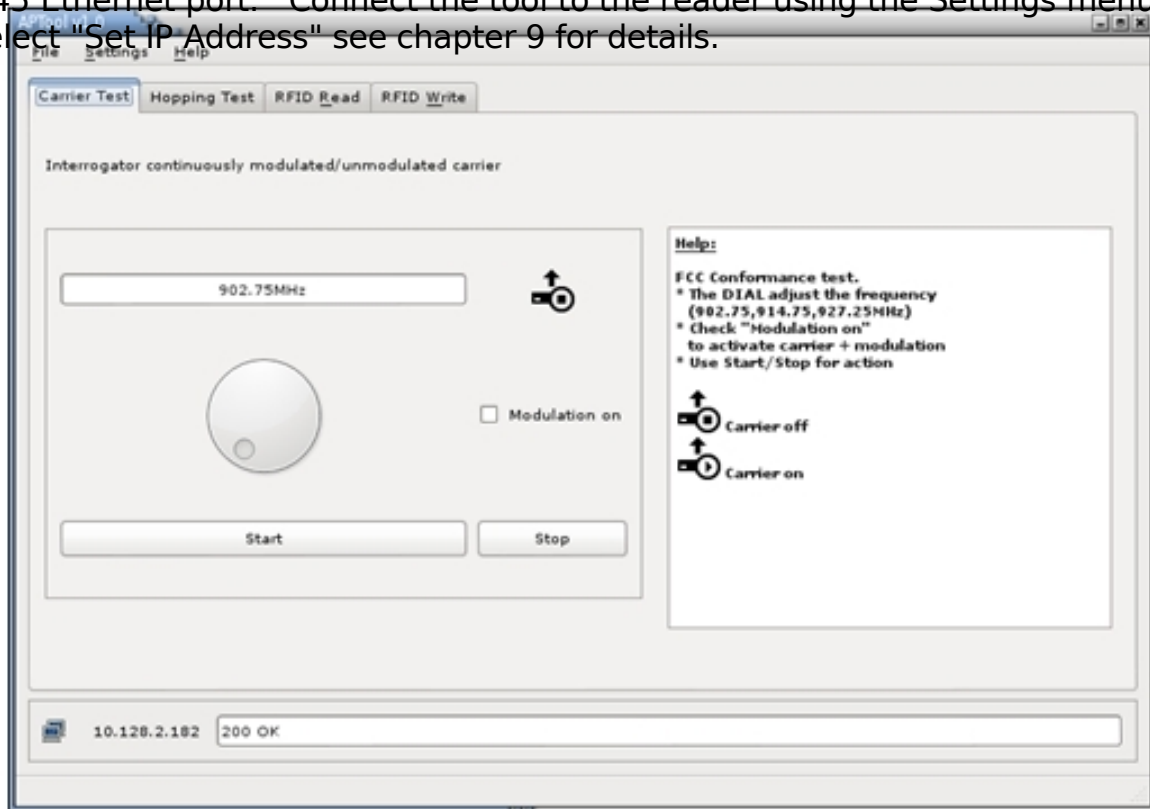 Ethernet port. Connect the tool to the reader using the Settings menu
"Set IP Address" see chapter 9 for details.
APTool v1.0
File Settings Help
Carrier Test Hopping Test RFID Read RFID Write
Interrogator continuously modulated/unmodulated carrier
902.75MHz
Modulation on
Start Stop
Help:
FCC Conformance test.
* The DIAL adjust the frequency
(902.75,914.75,927.25MHz)
* Check "Modulation on"
to activate carrier + modulation
* Use Start/Stop for action
Carrier off
Carrier on
10.128.2.182 200 OK